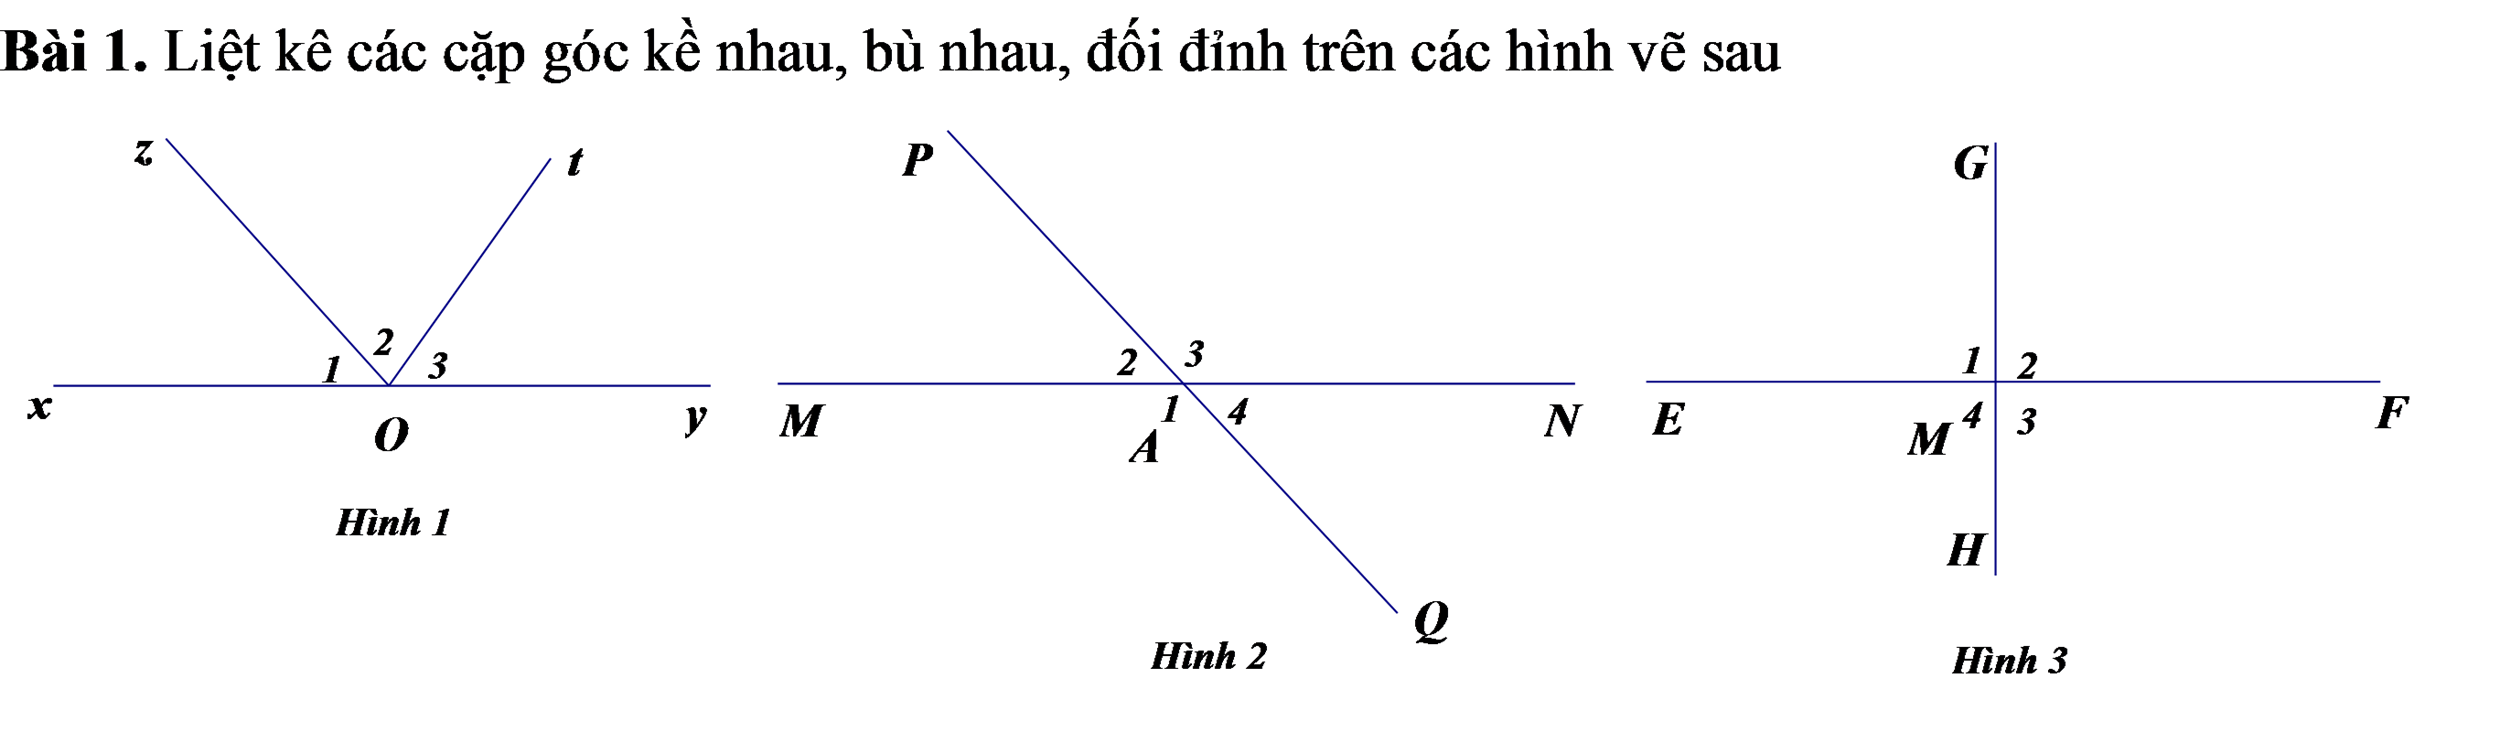 Bài 1. Liệt kê các cặp góc kề nhau, bù nhau, đối đỉnh trên các hình vẽ sau
z
t
2
1
3
x
y
O
Hình 1
P
2
3
1
4
M
N
A
Q
Hình 2
G
1
2
4
3
E
F
M
H
Hình 3